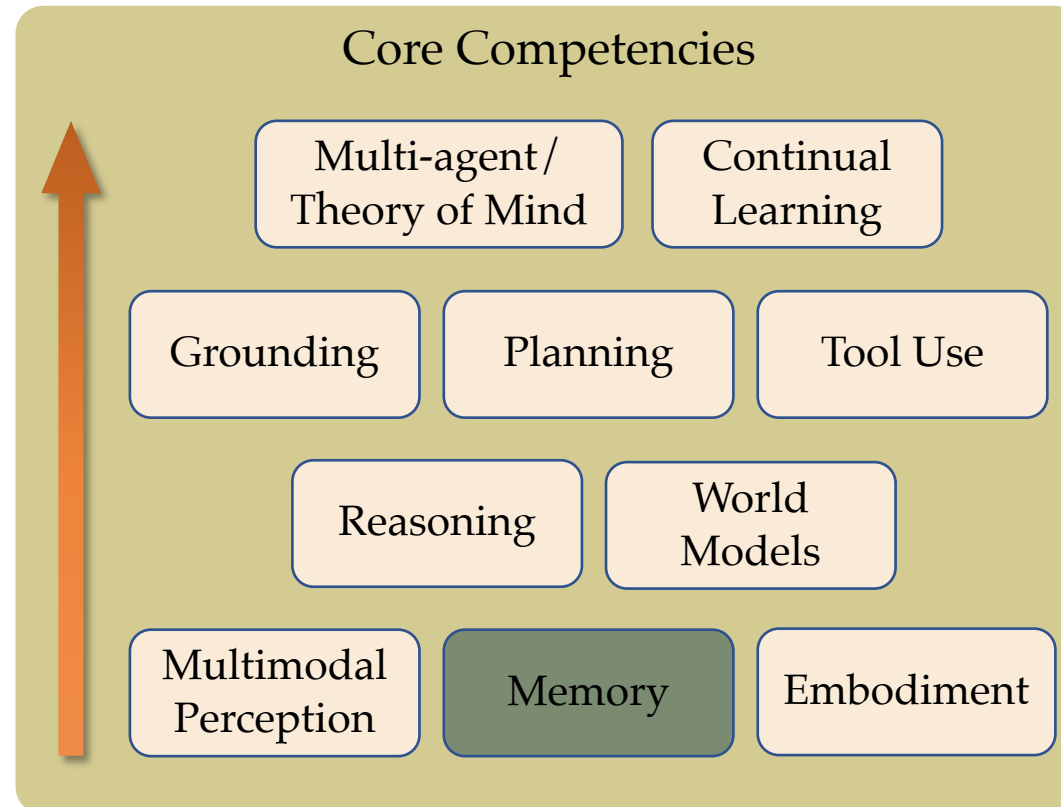 Core Competencies
Multi-agent/
Theory of Mind
Continual
Learning
Grounding
Planning
Tool Use
Reasoning
World
Models
Multimodal
Perception
Memory
Embodiment